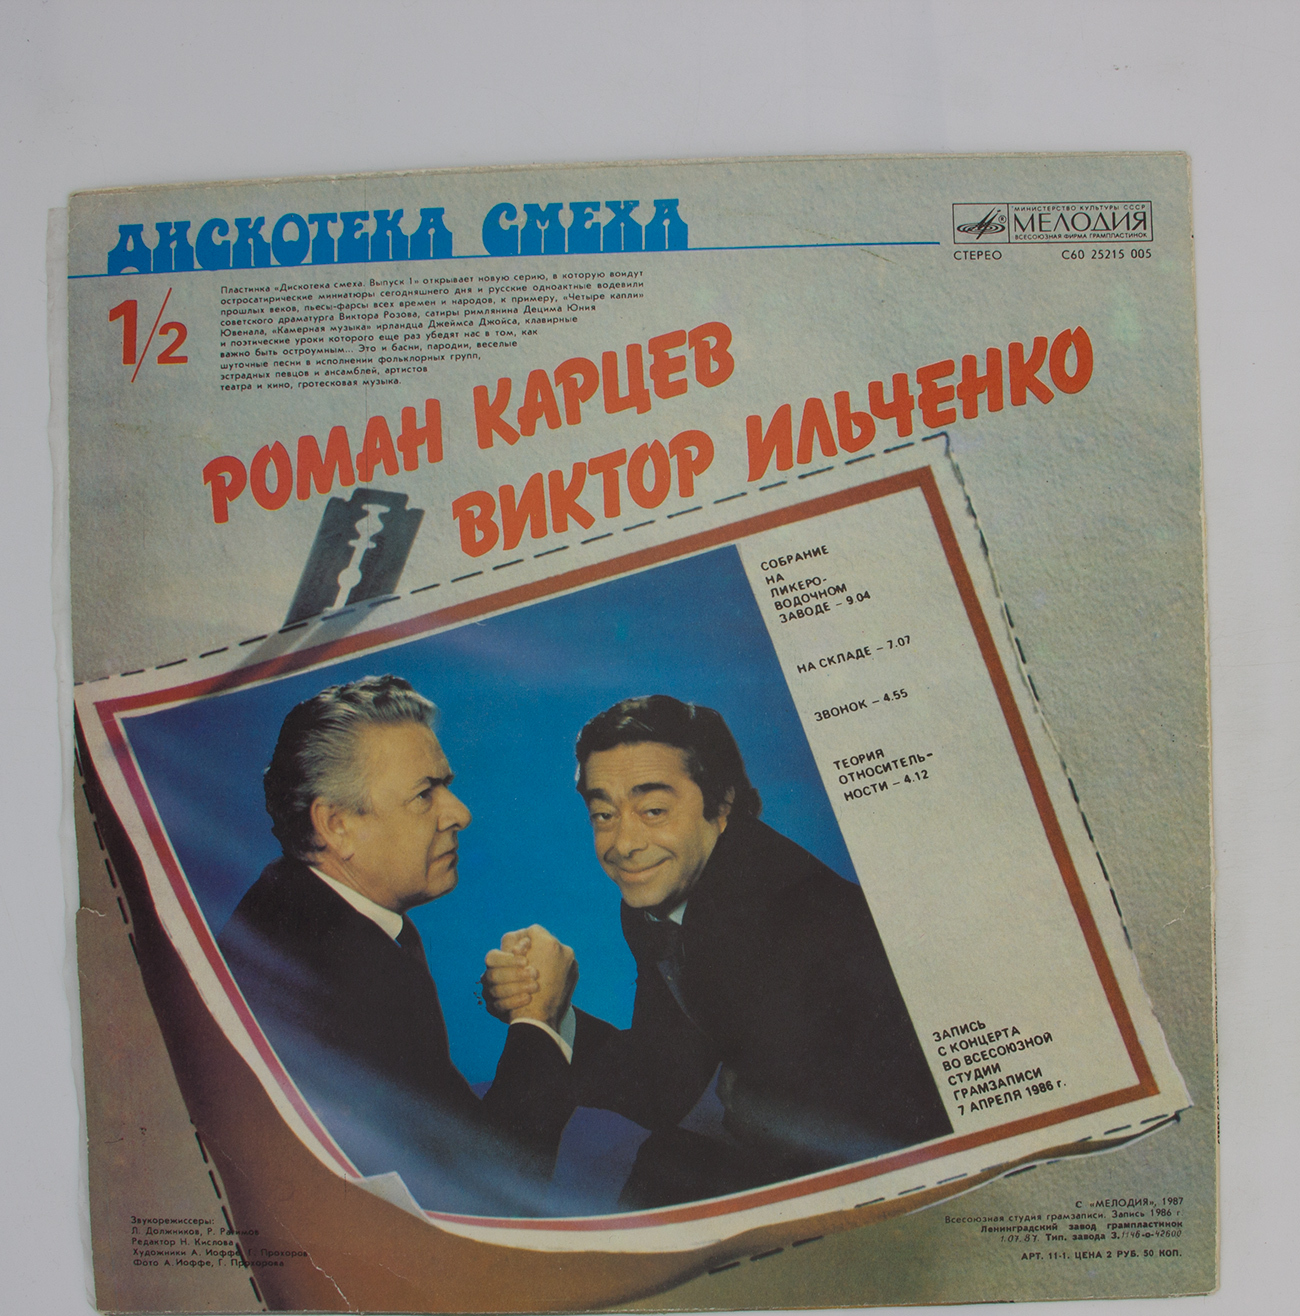 ДИСКОТЕКА СМЕХА
МИНИСТЕРСТВО КУЛЬТУРЫ СССР
МЕЛОДИЯ
ВСЕСОЮЗНАЯ ФИРМА ГРАМПЛАСТИНОК
СТЕРЕО С60 25215 005
1/2
Пластинка «Дискотека смеха. Выпуск 1» открывает новую серию, в которую войдут
остросатирические миниатюры сегодняшнего дня и русские одноактные водевили
прошлых веков, пьесы-фарсы всех времен и народов, к примеру, «Четыре капли»
советского драматурга Виктора Розова, сатиры римлянина Децима Юния
Ювенала, «Камерная музыка» ирландца Джеймса Джойса, клавирные
и поэтические уроки которого еще раз убедят нас в том, как
важно быть остроумным... Это и басни, пародии, веселые
шуточные песни в исполнении фольклорных групп,
эстрадных певцов и ансамблей, артистов
театра и кино, гротесковая музыка.
РОМАН КАРЦЕВ
ВИКТОР ИЛЬЧЕНКО
СОБРАНИЕ
НА
ЛИКЕРО-
ВОДОЧНОМ
ЗАВОДЕ – 9.04
НА СКЛАДЕ – 7.07
ЗВОНОК – 4.55
ТЕОРИЯ
ОТНОСИТЕЛЬ-
НОСТИ – 4.12
ЗАПИСЬ
С КОНЦЕРТА
ВО ВСЕСОЮЗНОЙ
СТУДИИ
ГРАМЗАПИСИ
7 АПРЕЛЯ 1986 г.
Звукорежиссеры:
Л. Должников, Р. Рагимов
Редактор Н. Кислова
Художники А. Иоффе, Г. Прохоров
Фото А. Иоффе, Г. Прохорова
С «МЕЛОДИЯ», 1987
Всесоюзная студия грамзаписи. Запись 1986 г.
Ленинградский завод грампластинок
Тип. завода З.
АРТ. 11-1. ЦЕНА 2 РУБ. 50 КОП.